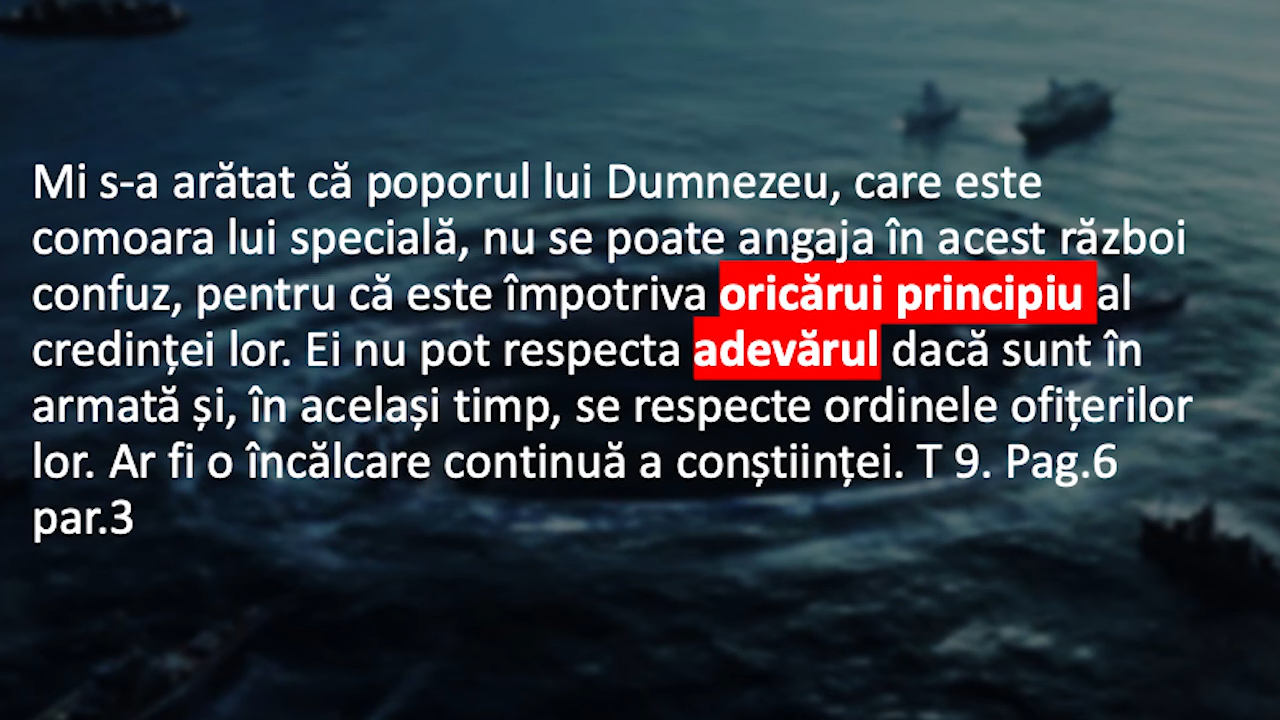 Mi s-a arătat că poporul lui Dumnezeu, care este
comoara lui specială, nu se poate angaja în acest război
confuz, pentru că este împotriva oricărui principiu al
credinței lor. Ei nu pot respecta adevărul dacă sunt în
armată și, în același timp, se respecte ordinele ofițerilor
lor. Ar fi o încălcare continuă a conștiinței. T 9. Pag.6
par.3